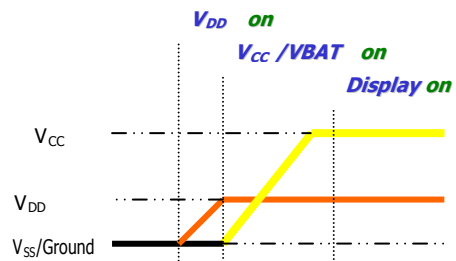 VDD on
VCC /VBAT on
Display on
VCC
VDD
VSS/Ground